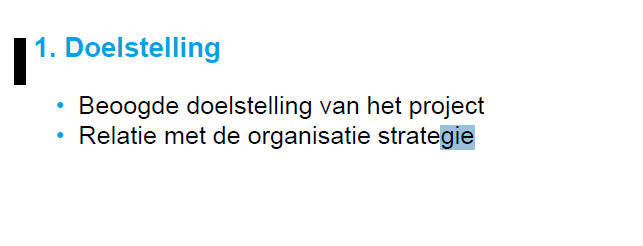 1. Doelstelling
• Beoogde doelstelling van het project
• Relatie met de organisatie strategie